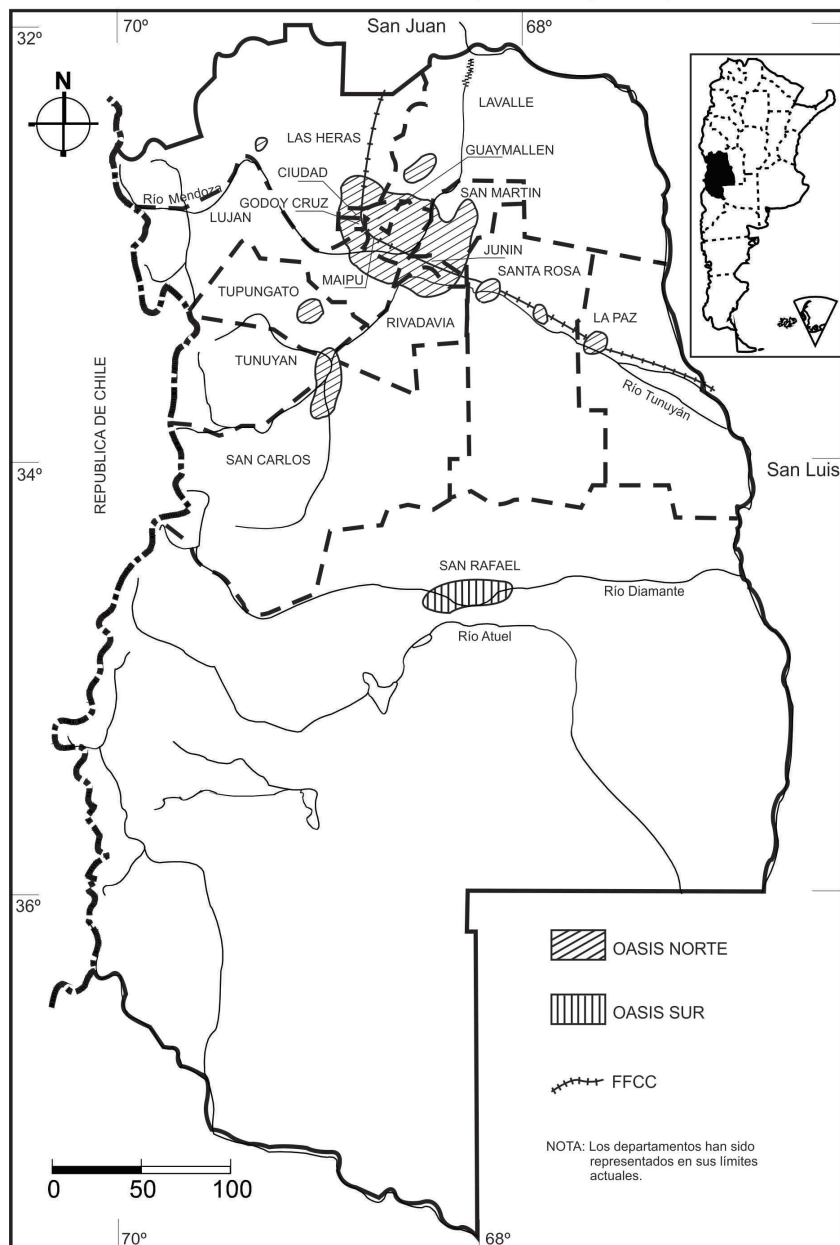 70º
San Juan
68º
32º
N
LAVALLE
LAS HERAS
GUAYMALLEN
CIUDAD
SAN MARTIN
Río Mendoza
GODOY CRUZ
LUJAN
JUNIN
SANTA ROSA
MAIPU
TUPUNGATO
LA PAZ
RIVADAVIA
TUNUYAN
REPUBLICA DE CHILE
Río Tunuyán
SAN CARLOS
34º
San Luis
SAN RAFAEL
Río Diamante
Río Atuel
36º
OASIS NORTE
OASIS SUR
FFCC
NOTA: Los departamentos han sido
representados en sus límites
actuales.
0 50 100
70º
68º